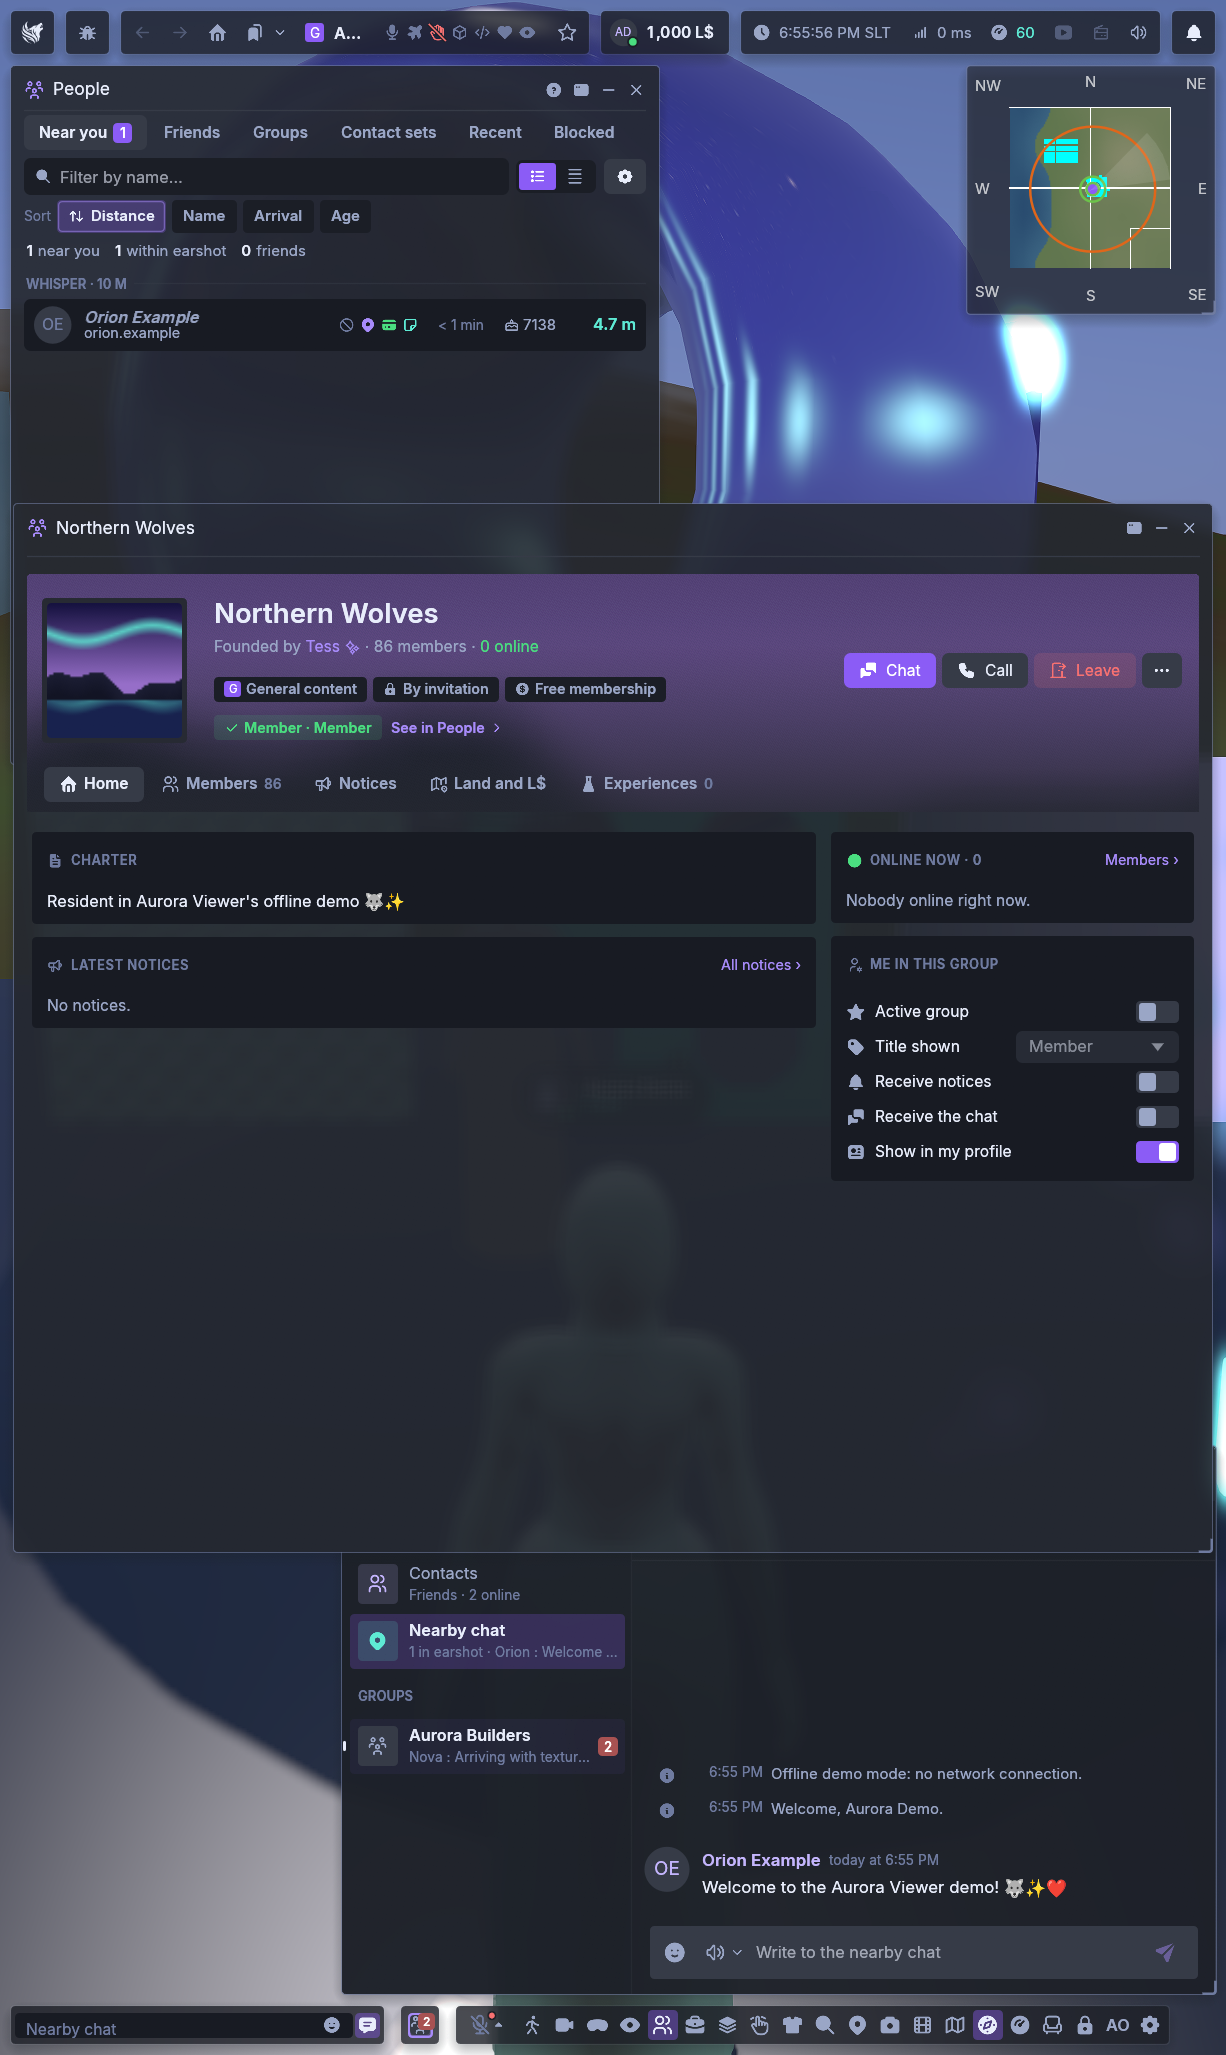 G A... AD 1,000 L$ 6:55:56 PM SLT 0 ms 60
People
Near you 1 Friends Groups Contact sets Recent Blocked
Filter by name...
Sort Distance Name Arrival Age
1 near you 1 within earshot 0 friends
WHISPER · 10 M
OE Orion Example
orion.example
< 1 min 7138 4.7 m
NW N NE
W E
SW S SE
Northern Wolves
Northern Wolves
Founded by Tess · 86 members · 0 online
G General content By invitation Free membership
Member · Member See in People ›
Chat Call Leave ...
Home Members 86 Notices Land and L$ Experiences 0
CHARTER
Resident in Aurora Viewer's offline demo 🐺✨
LATEST NOTICES All notices ›
No notices.
ONLINE NOW · 0 Members ›
Nobody online right now.
ME IN THIS GROUP
Active group
Title shown Member
Receive notices
Receive the chat
Show in my profile
Contacts
Friends · 2 online
Nearby chat
1 in earshot · Orion : Welcome ...
GROUPS
Aurora Builders
Nova : Arriving with textur... 2
6:55 PM Offline demo mode: no network connection.
6:55 PM Welcome, Aurora Demo.
OE Orion Example today at 6:55 PM
Welcome to the Aurora Viewer demo! 🐺✨❤️
Write to the nearby chat
Nearby chat 2 AO